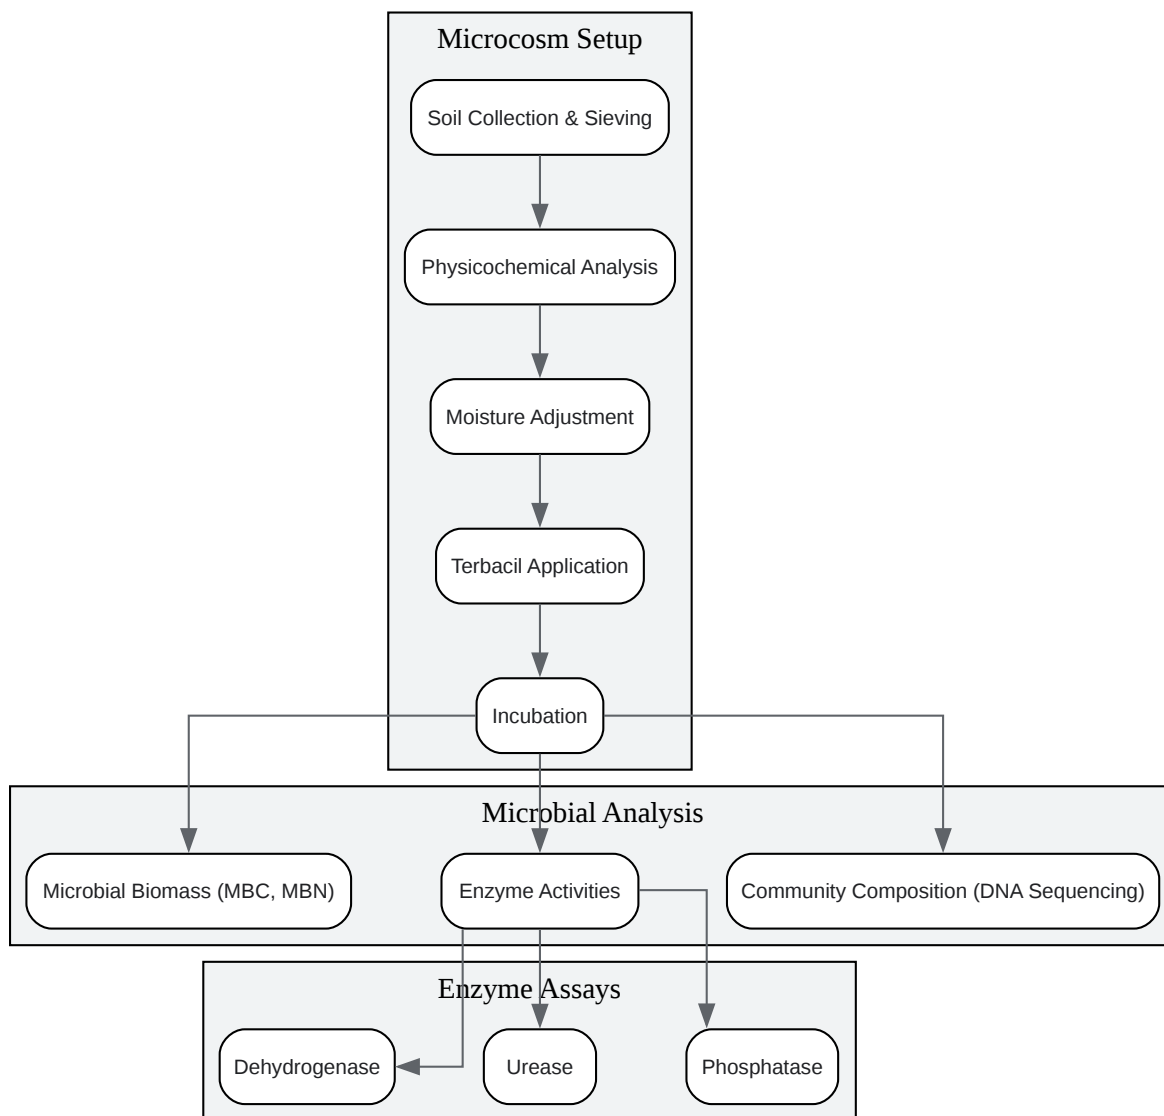 Microcosm Setup
Soil Collection & Sieving
Physicochemical Analysis
Moisture Adjustment
Terbacil Application
Incubation
Microbial Analysis
Microbial Biomass (MBC, MBN)
Enzyme Activities
Community Composition (DNA Sequencing)
Enzyme Assays
Dehydrogenase
Urease
Phosphatase